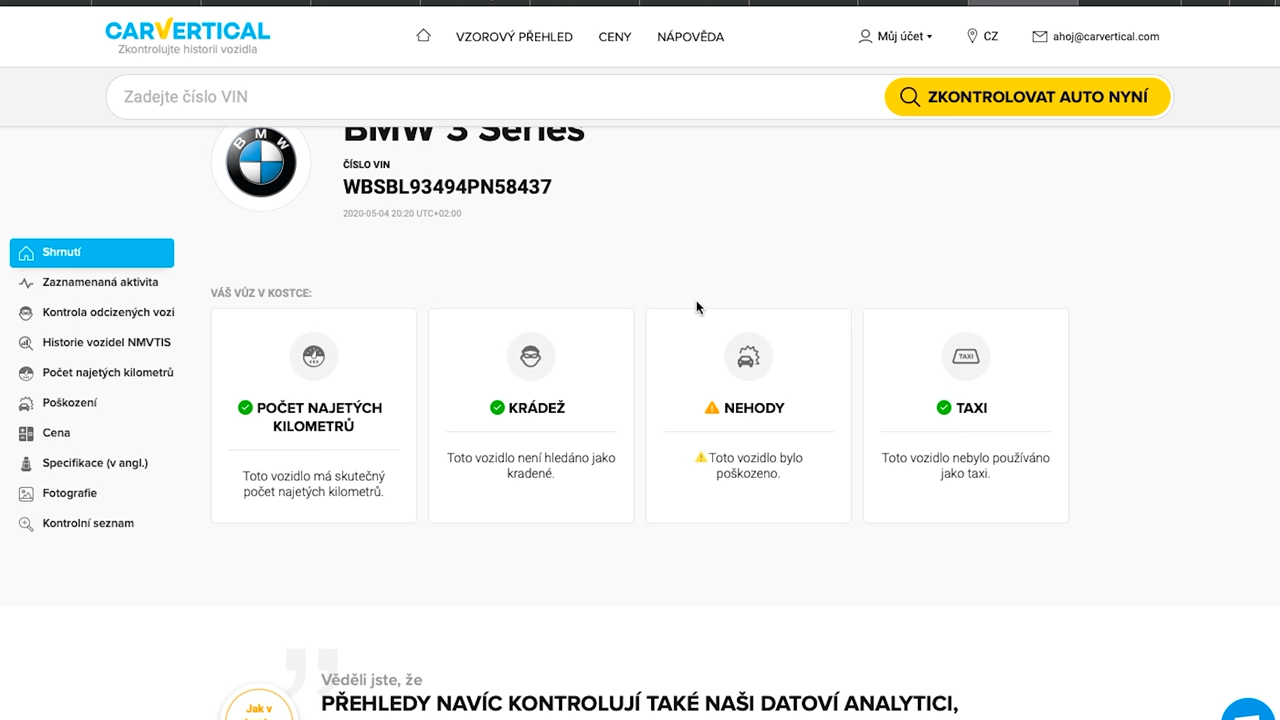 CARVERTICAL
Zkontrolujte historii vozidla
VZOROVÝ PŘEHLED
CENY
NÁPOVĚDA
Můj účet
CZ
ahoj@carvertical.com
Zadejte číslo VIN
ZKONTROLOVAT AUTO NYNÍ
BMW
BMW 3 Series
ČÍSLO VIN
WBSBL93494PN58437
2020-05-04 20:20 UTC+02:00
Shrnutí
Zaznamenaná aktivita
Kontrola odcizených vozi
Historie vozidel NMVTIS
Počet najetých kilometrů
Poškození
Cena
Specifikace (v angl.)
Fotografie
Kontrolní seznam
VÁŠ VŮZ V KOSTCE:
POČET NAJETÝCH
KILOMETRŮ
Toto vozidlo má skutečný
počet najetých kilometrů.
KRÁDEŽ
Toto vozidlo není hledáno jako
kradené.
NEHODY
Toto vozidlo bylo
poškozeno.
TAXI
TAXI
Toto vozidlo nebylo používáno
jako taxi.
Jak v
Věděli jste, že
PŘEHLEDY NAVÍC KONTROLUJÍ TAKÉ NAŠI DATOVÍ ANALYTICI,